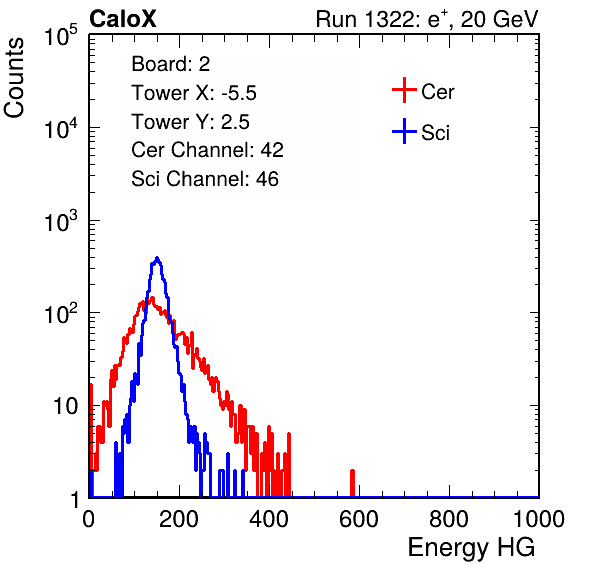 CaloX Run 1322: e⁺, 20 GeV
Counts
Board: 2
Tower X: -5.5
Tower Y: 2.5
Cer Channel: 42
Sci Channel: 46
Cer
Sci
10⁵
10⁴
10³
10²
10
1
0 200 400 600 800 1000
Energy HG